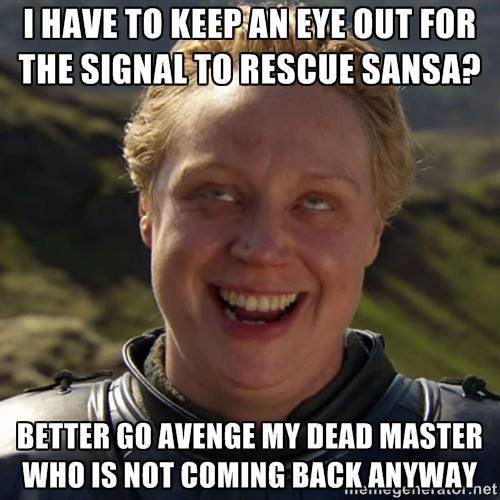 I HAVE TO KEEP AN EYE OUT FOR
THE SIGNAL TO RESCUE SANSA?
BETTER GO AVENGE MY DEAD MASTER
WHO IS NOT COMING BACK ANYWAY
memegenerator.net